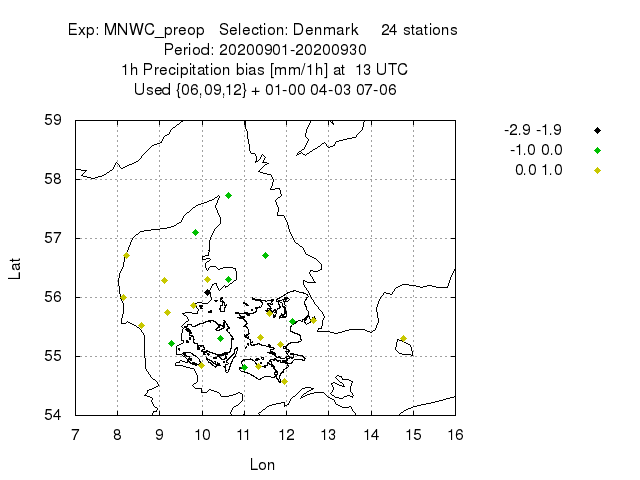 Exp: MNWC_preop   Selection: Denmark     24 stations
Period: 20200901-20200930
1h Precipitation bias [mm/1h] at  13 UTC
Used {06,09,12} + 01-00 04-03 07-06
-2.9 -1.9
-1.0 0.0
0.0 1.0
59
58
57
56
55
54
Lat
7 8 9 10 11 12 13 14 15 16
Lon